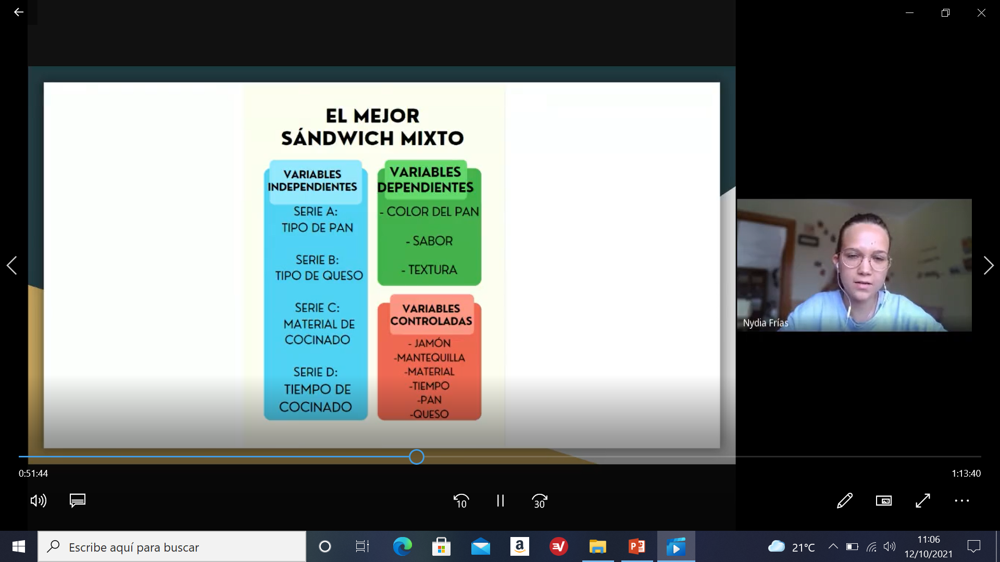 EL MEJOR
SÁNDWICH MIXTO
VARIABLES
INDEPENDIENTES
SERIE A:
TIPO DE PAN
SERIE B:
TIPO DE QUESO
SERIE C:
MATERIAL DE
COCINADO
SERIE D:
TIEMPO DE
COCINADO
VARIABLES
DEPENDIENTES
- COLOR DEL PAN
- SABOR
- TEXTURA
VARIABLES
CONTROLADAS
- JAMÓN
-MANTEQUILLA
-MATERIAL
-TIEMPO
-PAN
-QUESO
Nydia Frías
0:51:44
1:13:40
10
30
Escribe aquí para buscar
a
21°C
11:06
12/10/2021